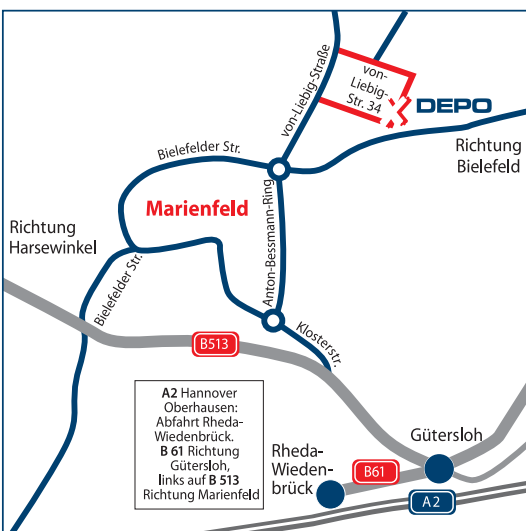 von-Liebig-Straße
von-
Liebig-
Str. 34
DEPO
Bielefelder Str.
Richtung
Bielefeld
Marienfeld
Anton-Bessmann-Ring
Richtung
Harsewinkel
Bielefelder Str.
Klosterstr.
B513
A2 Hannover
Oberhausen:
Abfahrt Rheda-
Wiedenbrück.
B 61 Richtung
Gütersloh,
links auf B 513
Richtung Marienfeld
Gütersloh
Rheda-
Wieden-
brück
B61
A2